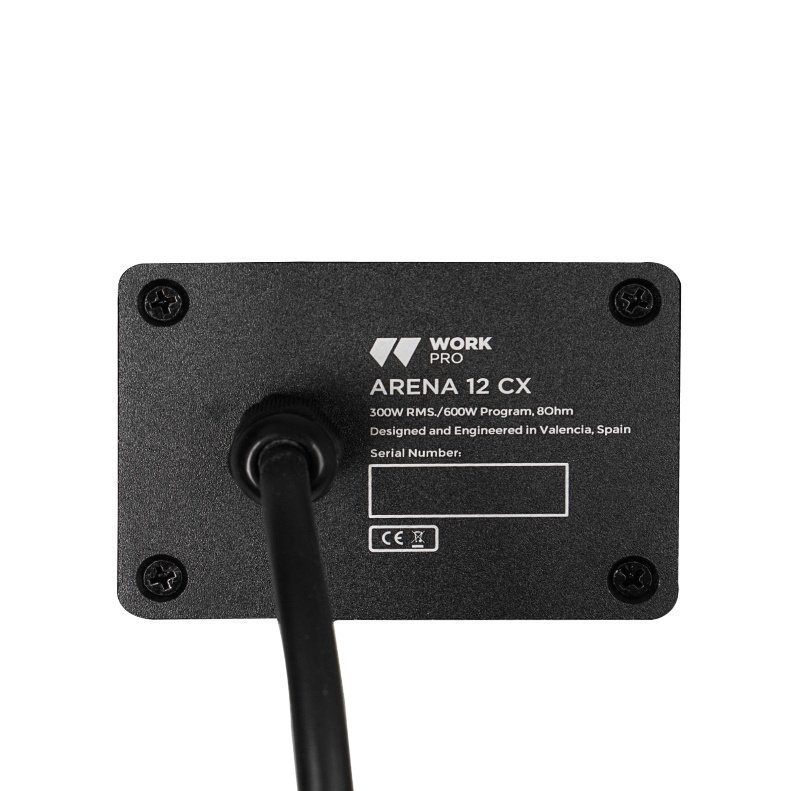 WORK
PRO
ARENA 12 CX
300W RMS./600W Program, 8Ohm
Designed and Engineered in Valencia, Spain
Serial Number:
CE